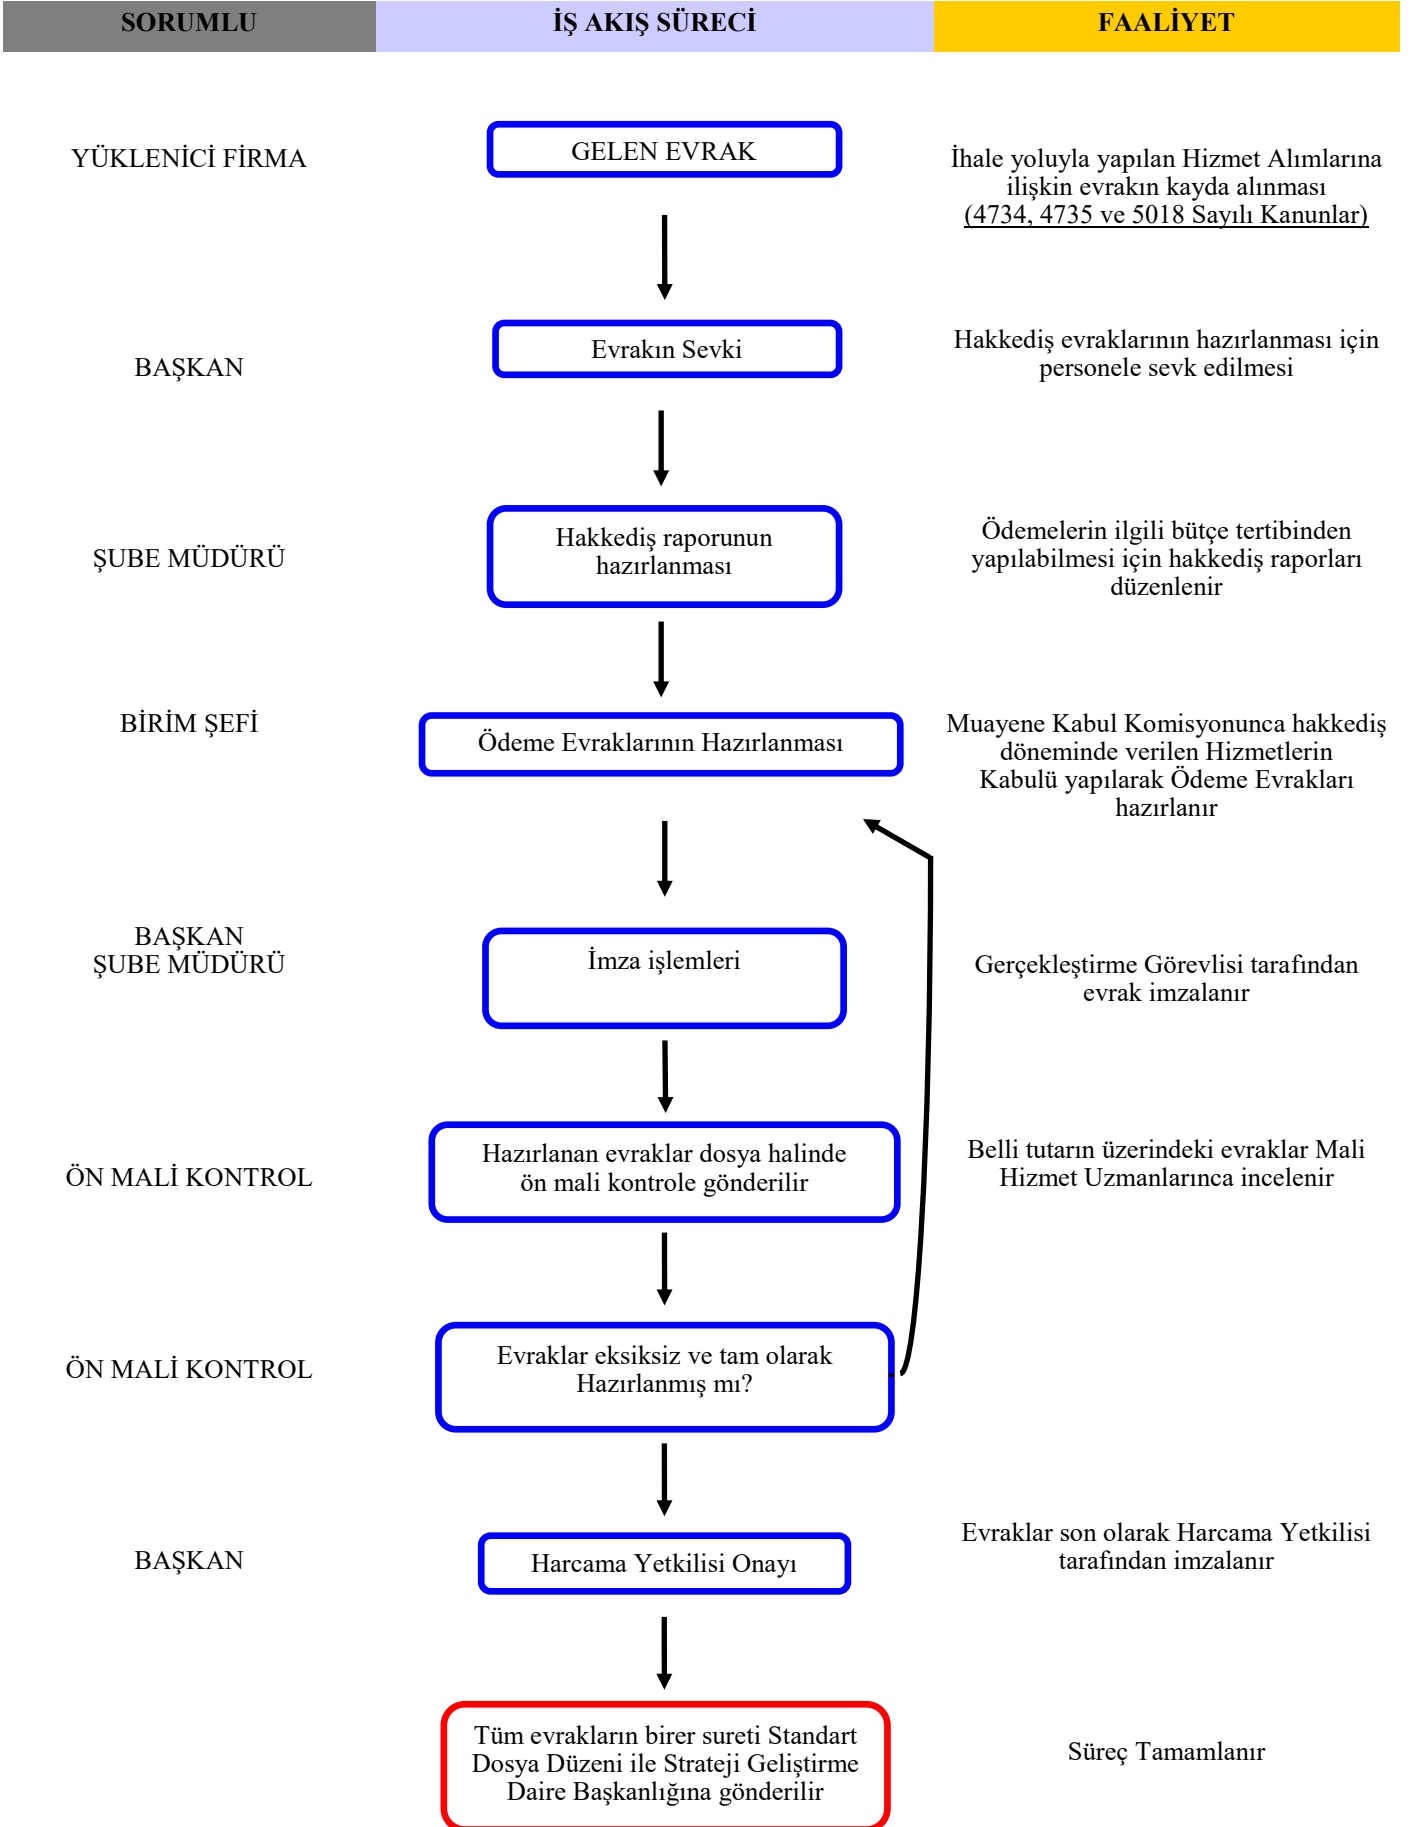 SORUMLU
İŞ AKIŞ SÜRECİ
FAALİYET
YÜKLENİCİ FİRMA
GELEN EVRAK
İhale yoluyla yapılan Hizmet Alımlarına
ilişkin evrakın kayda alınması
(4734, 4735 ve 5018 Sayılı Kanunlar)
BAŞKAN
Evrakın Sevki
Hakkediş evraklarının hazırlanması için
personele sevk edilmesi
ŞUBE MÜDÜRÜ
Hakkediş raporunun
hazırlanması
Ödemelerin ilgili bütçe tertibinden
yapılabilmesi için hakkediş raporları
düzenlenir
BİRİM ŞEFİ
Ödeme Evraklarının Hazırlanması
Muayene Kabul Komisyonunca hakkediş
döneminde verilen Hizmetlerin
Kabulü yapılarak Ödeme Evrakları
hazırlanır
BAŞKAN
ŞUBE MÜDÜRÜ
İmza işlemleri
Gerçekleştirme Görevlisi tarafından
evrak imzalanır
ÖN MALİ KONTROL
Hazırlanan evraklar dosya halinde
ön mali kontrole gönderilir
Belli tutarın üzerindeki evraklar Mali
Hizmet Uzmanlarınca incelenir
ÖN MALİ KONTROL
Evraklar eksiksiz ve tam olarak
Hazırlanmış mı?
BAŞKAN
Harcama Yetkilisi Onayı
Evraklar son olarak Harcama Yetkilisi
tarafından imzalanır
Tüm evrakların birer sureti Standart
Dosya Düzeni ile Strateji Geliştirme
Daire Başkanlığına gönderilir
Süreç Tamamlanır